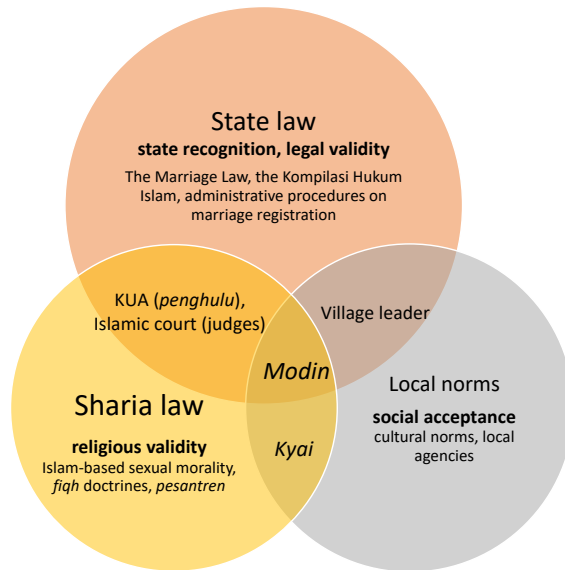 State law
state recognition, legal validity
The Marriage Law, the Kompilasi Hukum
Islam, administrative procedures on
marriage registration
KUA (penghulu),
Islamic court (judges)
Village leader
Modin
Sharia law
religious validity
Islam-based sexual morality,
fiqh doctrines, pesantren
Kyai
Local norms
social acceptance
cultural norms, local
agencies